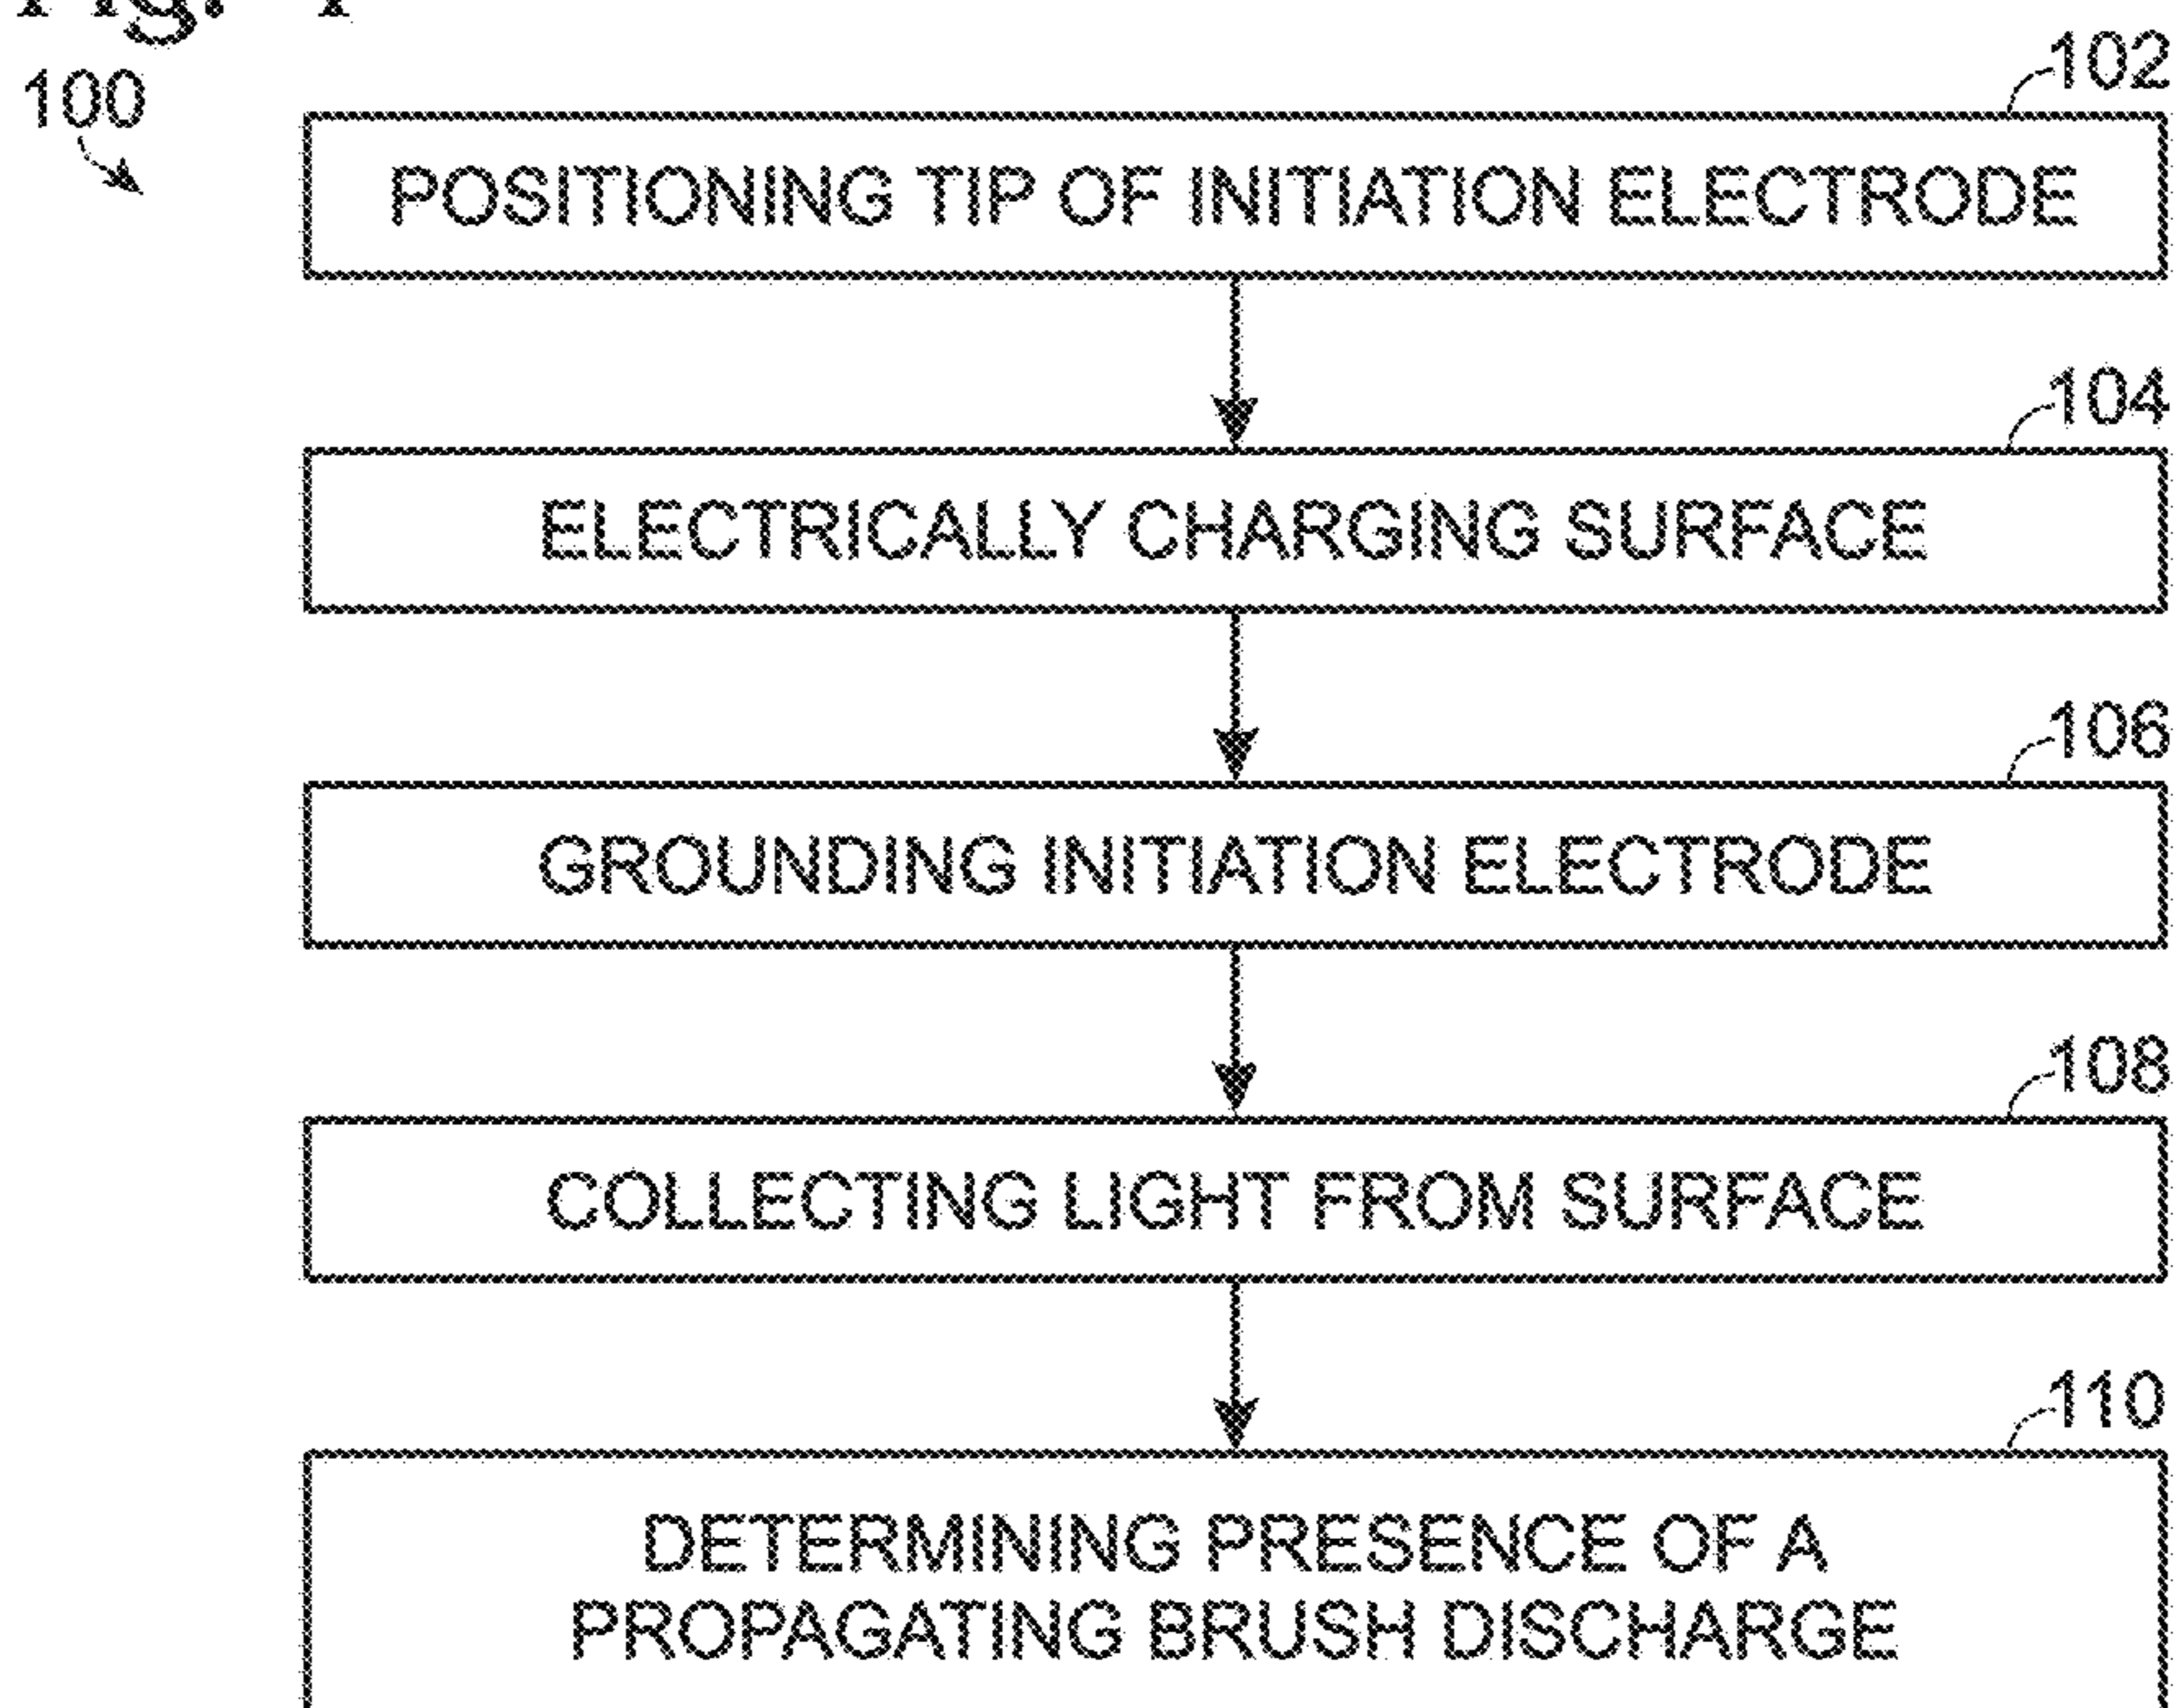 Fig.
100
102
POSITIONING TIP OF INITIATION ELECTRODE
104
ELECTRICALLY CHARGING SURFACE
106
GROUNDING INITIATION ELECTRODE
108
COLLECTING LIGHT FROM SURFACE
110
DETERMINING PRESENCE OF A
PROPAGATING BRUSH DISCHARGE